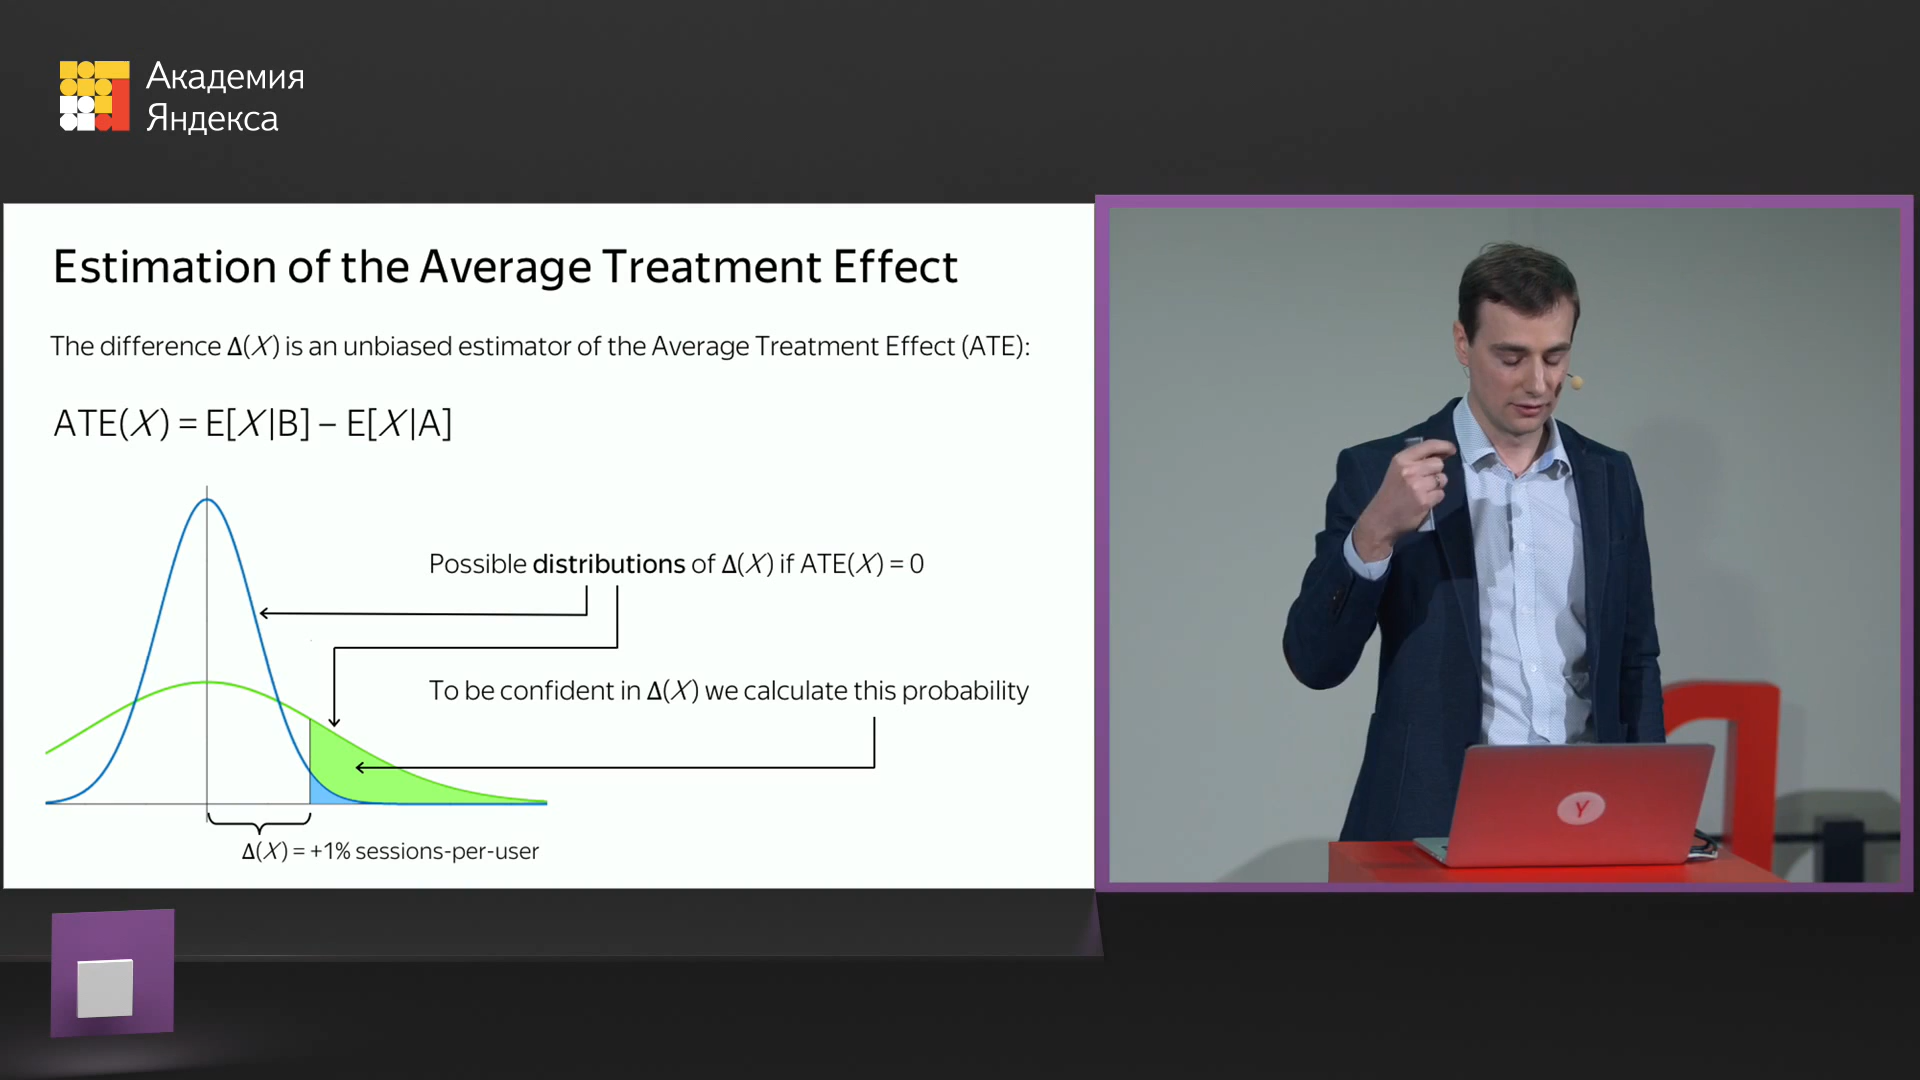 Академия
Яндекса
Estimation of the Average Treatment Effect
The difference Δ(X) is an unbiased estimator of the Average Treatment Effect (ATE):
ATE(X) = E[X|B] – E[X|A]
Possible distributions of Δ(X) if ATE(X) = 0
To be confident in Δ(X) we calculate this probability
Δ(X) = +1% sessions-per-user
Y